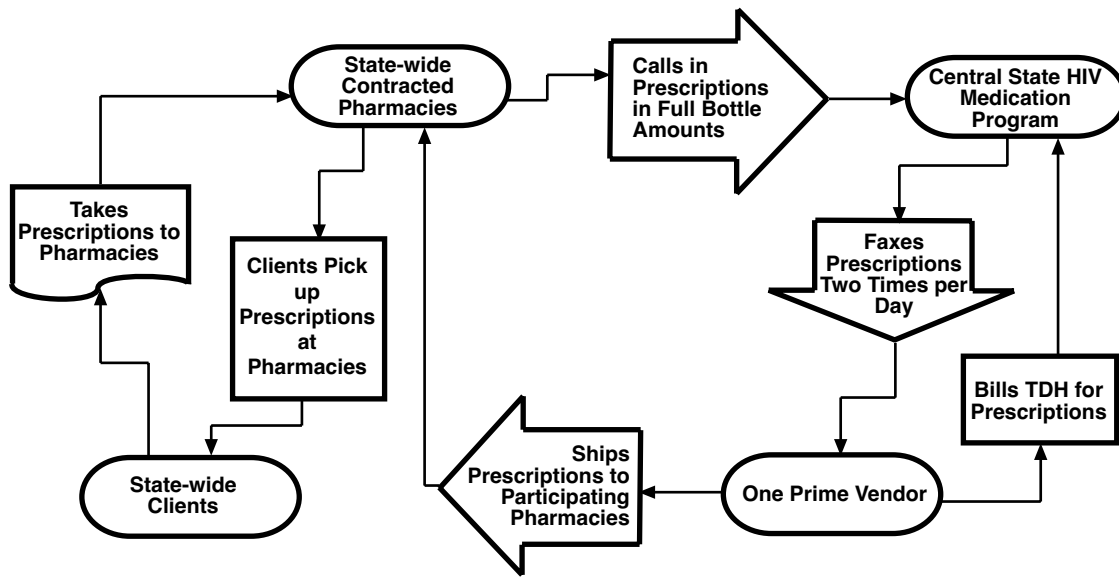 State-wide
Contracted
Pharmacies
Calls in
Prescriptions
in Full Bottle
Amounts
Central State HIV
Medication
Program
Takes
Prescriptions to
Pharmacies
Clients Pick
up
Prescriptions
at
Pharmacies
Faxes
Prescriptions
Two Times per
Day
Bills TDH for
Prescriptions
Ships
Prescriptions to
Participating
Pharmacies
State-wide
Clients
One Prime Vendor